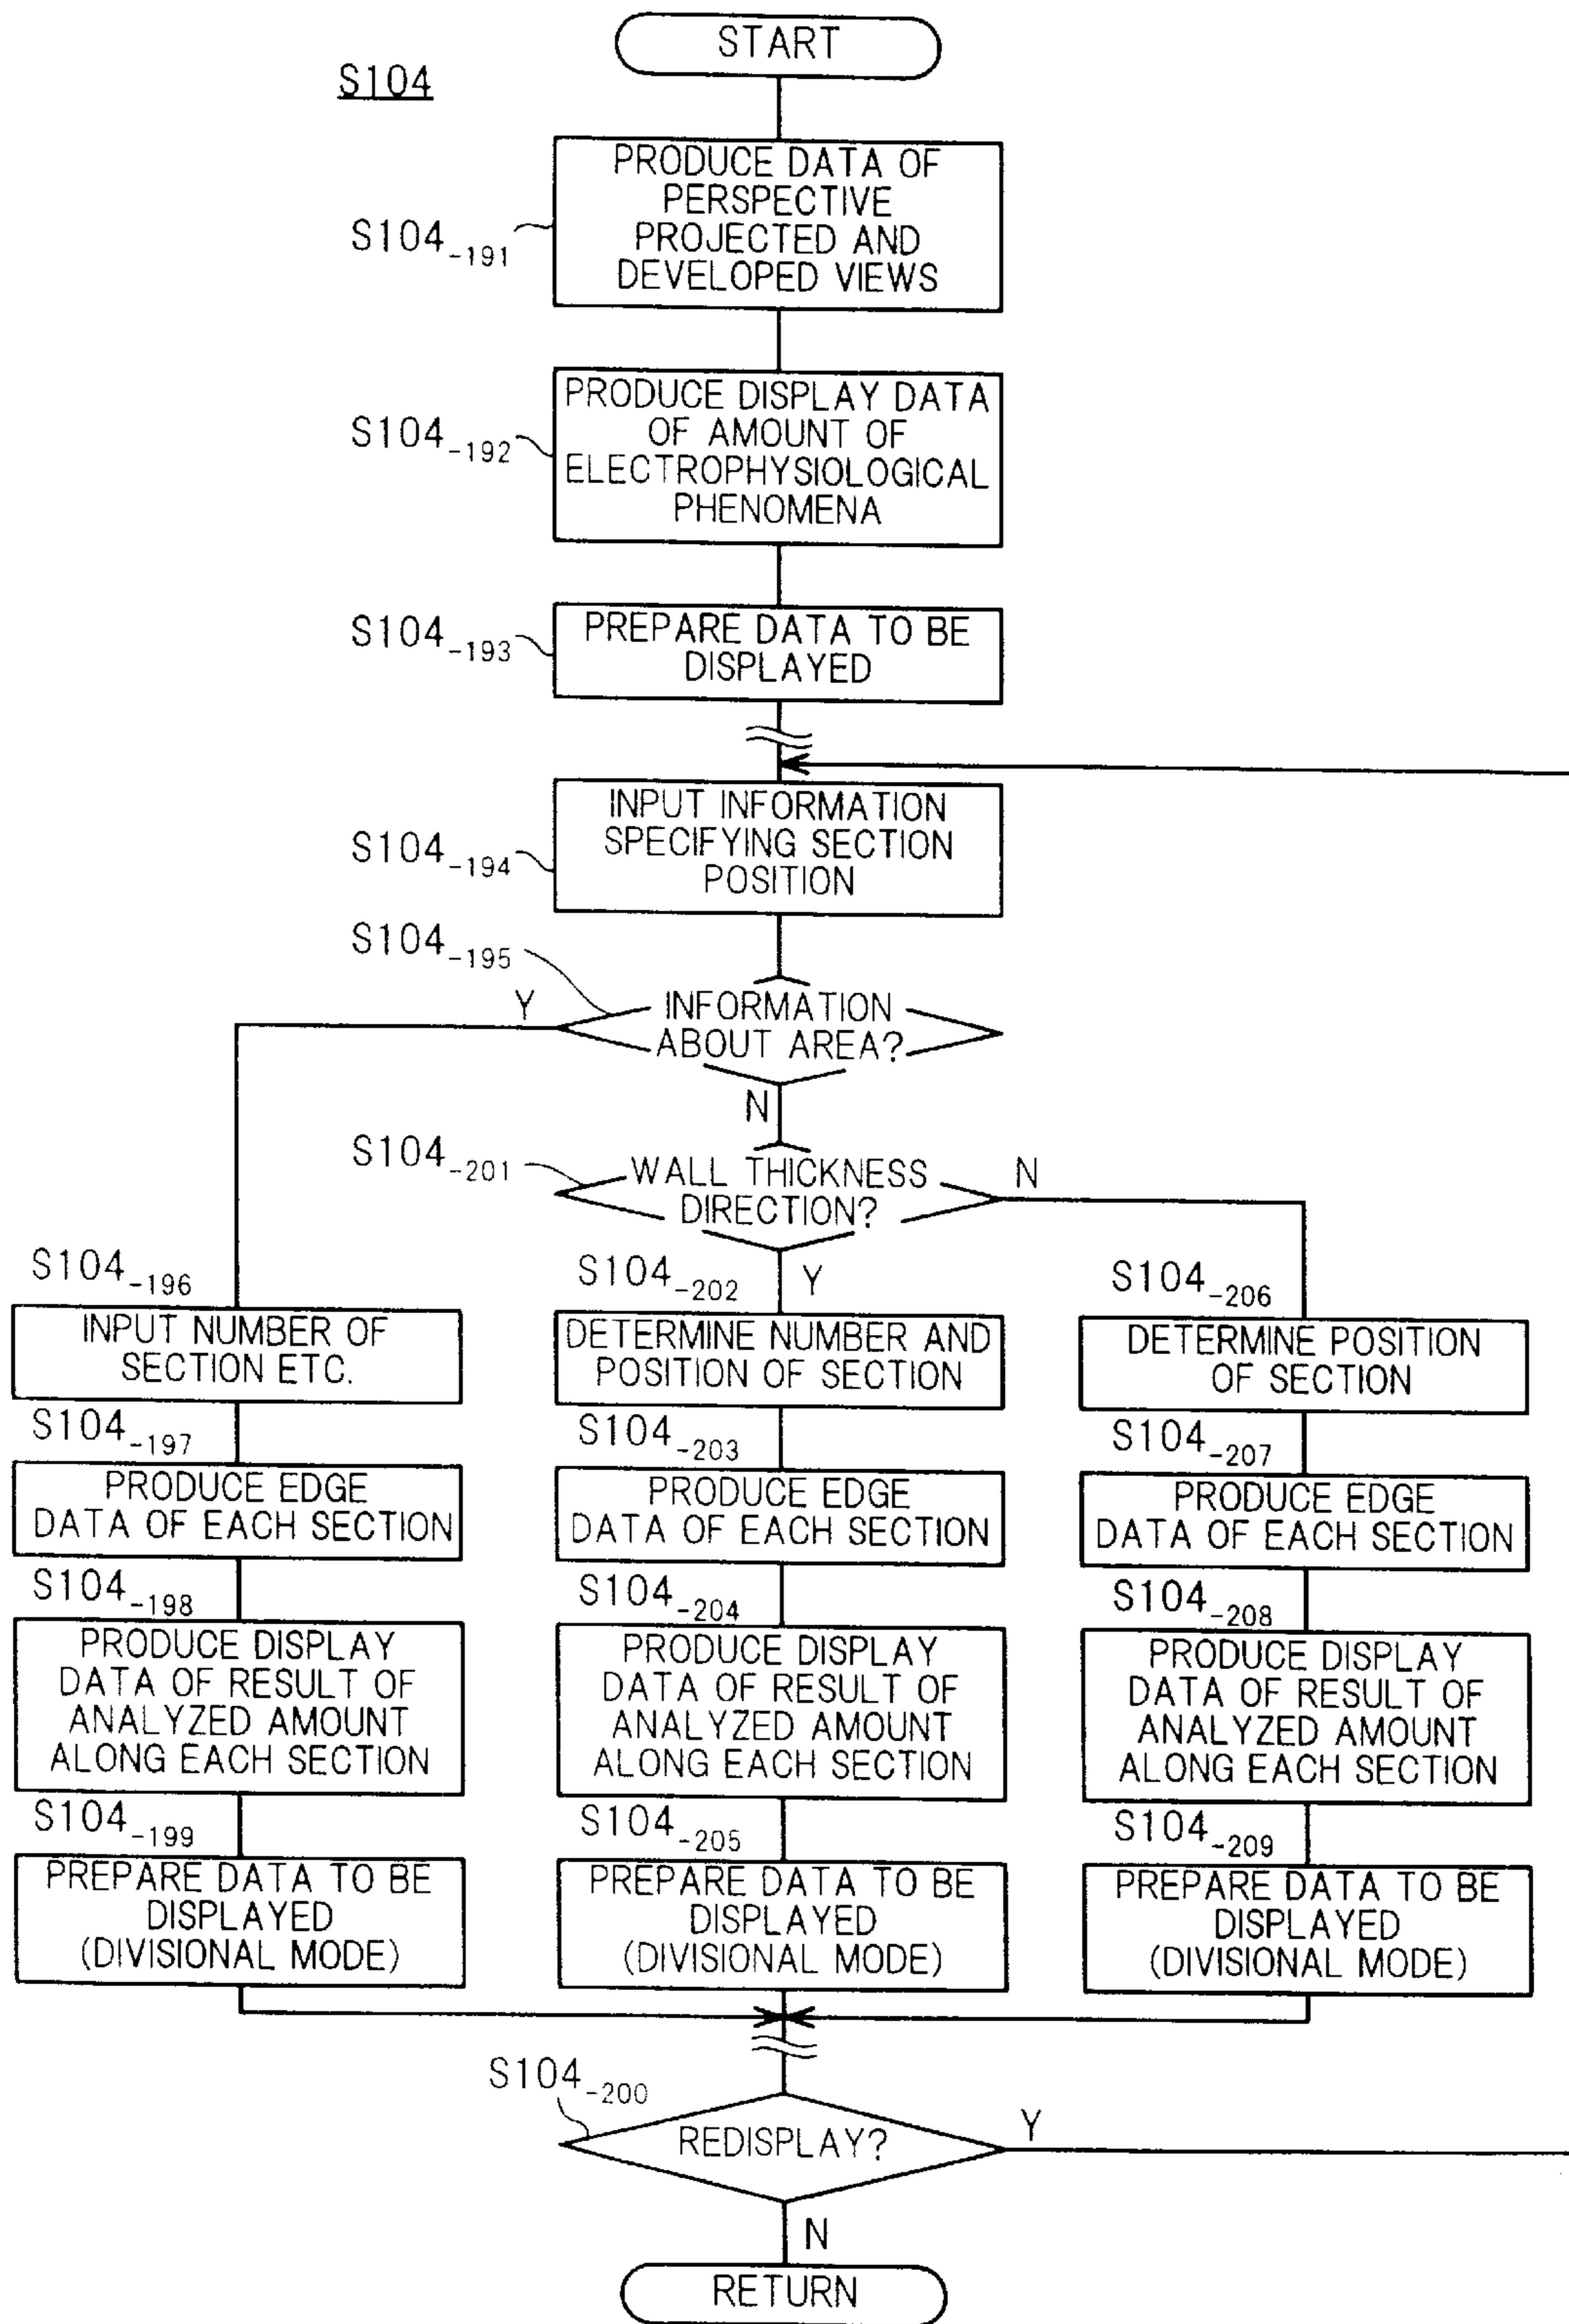 START
S104
PRODUCE DATA OF
PERSPECTIVE
PROJECTED AND
DEVELOPED VIEWS
S104-191
PRODUCE DISPLAY DATA
OF AMOUNT OF
ELECTROPHYSIOLOGICAL
PHENOMENA
S104-192
PREPARE DATA TO BE
DISPLAYED
S104-193
INPUT INFORMATION
SPECIFYING SECTION
POSITION
S104-194
S104-195
Y
INFORMATION
ABOUT AREA?
N
S104-201
WALL THICKNESS
DIRECTION?
N
Y
S104-196
INPUT NUMBER OF
SECTION ETC.
S104-197
PRODUCE EDGE
DATA OF EACH SECTION
S104-198
PRODUCE DISPLAY
DATA OF RESULT OF
ANALYZED AMOUNT
ALONG EACH SECTION
S104-199
PREPARE DATA TO BE
DISPLAYED
(DIVISIONAL MODE)
S104-202
DETERMINE NUMBER AND
POSITION OF SECTION
S104-203
PRODUCE EDGE
DATA OF EACH SECTION
S104-204
PRODUCE DISPLAY
DATA OF RESULT OF
ANALYZED AMOUNT
ALONG EACH SECTION
S104-205
PREPARE DATA TO BE
DISPLAYED
(DIVISIONAL MODE)
S104-206
DETERMINE POSITION
OF SECTION
S104-207
PRODUCE EDGE
DATA OF EACH SECTION
S104-208
PRODUCE DISPLAY
DATA OF RESULT OF
ANALYZED AMOUNT
ALONG EACH SECTION
S104-209
PREPARE DATA TO BE
DISPLAYED
(DIVISIONAL MODE)
S104-200
REDISPLAY?
Y
N
RETURN